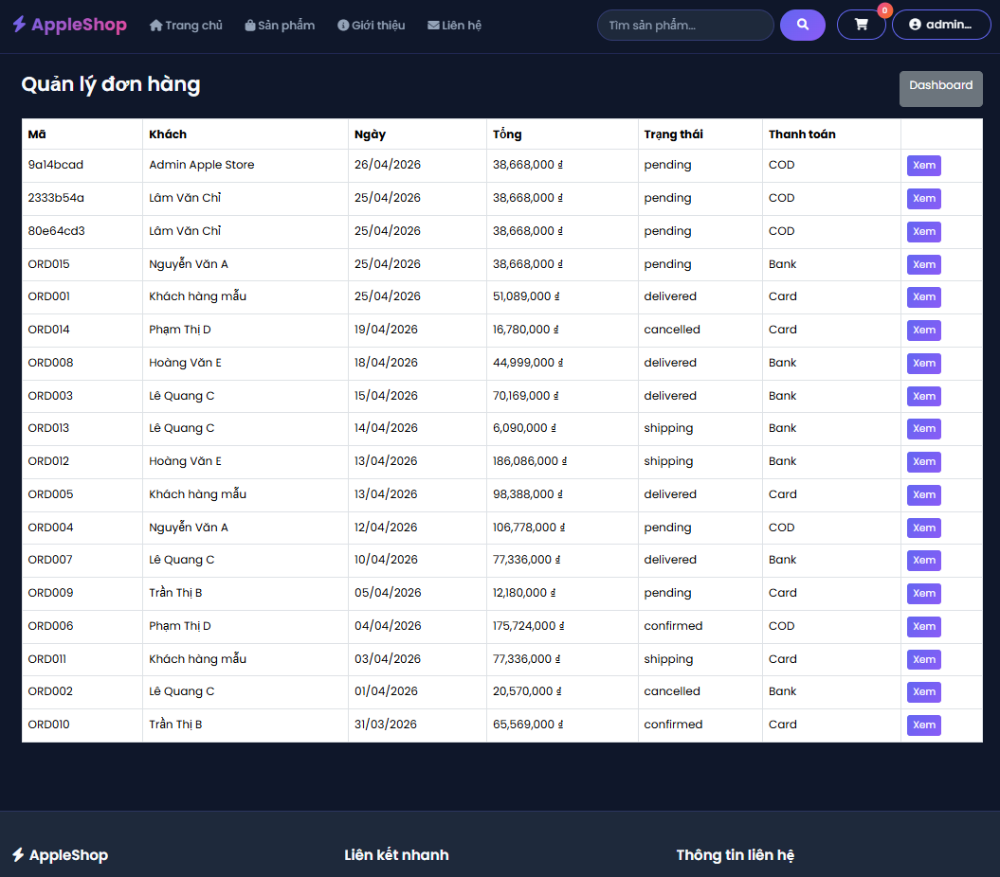 AppleShop Trang chủ Sản phẩm Giới thiệu Liên hệ Tìm sản phẩm... 0 admin...
Quản lý đơn hàng Dashboard
Mã Khách Ngày Tổng Trạng thái Thanh toán
9a14bcad Admin Apple Store 26/04/2026 38,668,000 ₫ pending COD Xem
2333b54a Lâm Văn Chỉ 25/04/2026 38,668,000 ₫ pending COD Xem
80e64cd3 Lâm Văn Chỉ 25/04/2026 38,668,000 ₫ pending COD Xem
ORD015 Nguyễn Văn A 25/04/2026 38,668,000 ₫ pending Bank Xem
ORD001 Khách hàng mẫu 25/04/2026 51,089,000 ₫ delivered Card Xem
ORD014 Phạm Thị D 19/04/2026 16,780,000 ₫ cancelled Card Xem
ORD008 Hoàng Văn E 18/04/2026 44,999,000 ₫ delivered Bank Xem
ORD003 Lê Quang C 15/04/2026 70,169,000 ₫ delivered Bank Xem
ORD013 Lê Quang C 14/04/2026 6,090,000 ₫ shipping Bank Xem
ORD012 Hoàng Văn E 13/04/2026 186,086,000 ₫ shipping Bank Xem
ORD005 Khách hàng mẫu 13/04/2026 98,388,000 ₫ delivered Card Xem
ORD004 Nguyễn Văn A 12/04/2026 106,778,000 ₫ pending COD Xem
ORD007 Lê Quang C 10/04/2026 77,336,000 ₫ delivered Bank Xem
ORD009 Trần Thị B 05/04/2026 12,180,000 ₫ pending Card Xem
ORD006 Phạm Thị D 04/04/2026 175,724,000 ₫ confirmed COD Xem
ORD011 Khách hàng mẫu 03/04/2026 77,336,000 ₫ shipping Card Xem
ORD002 Lê Quang C 01/04/2026 20,570,000 ₫ cancelled Bank Xem
ORD010 Trần Thị B 31/03/2026 65,569,000 ₫ confirmed Card Xem
AppleShop Liên kết nhanh Thông tin liên hệ